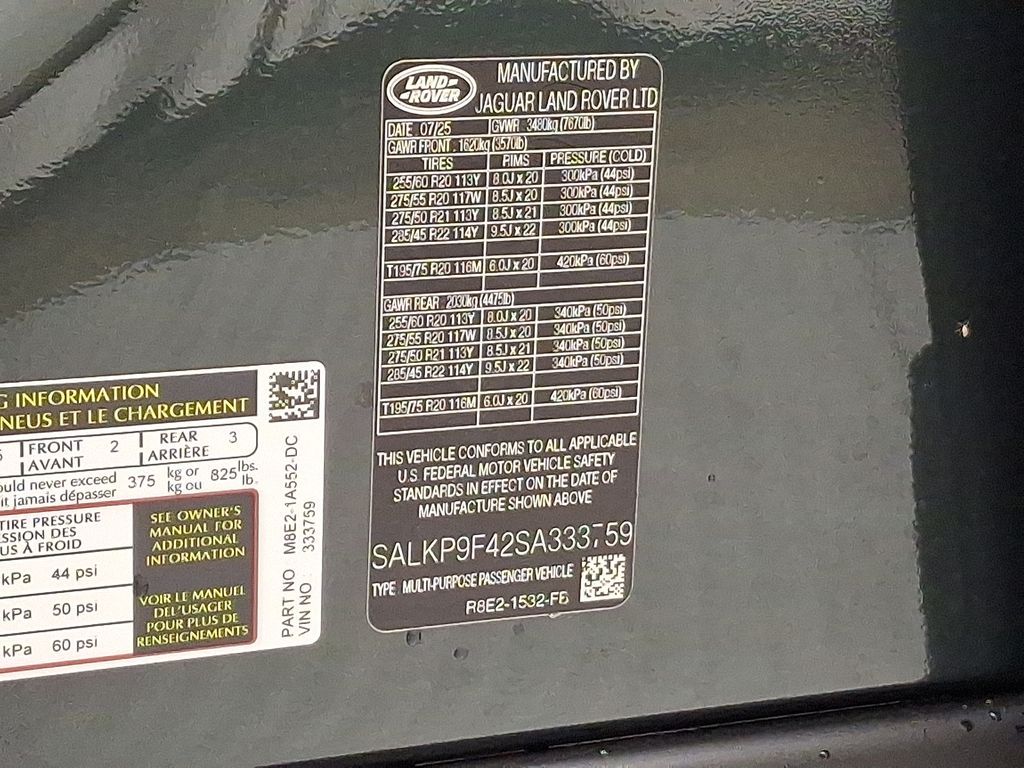 LAND-
-ROVER
MANUFACTURED BY
JAGUAR LAND ROVER LTD
DATE 07/25 GVWR 3480kg (7670lb)
GAWR FRONT 1620kg (3570lb)
TIRES RIMS PRESSURE (COLD)
255/60 R20 113Y 8.0J x 20 300kPa (44psi)
275/55 R20 117W 8.5J x 20 300kPa (44psi)
275/50 R21 113Y 8.5J x 21 300kPa (44psi)
285/45 R22 114Y 9.5J x 22 300kPa (44psi)
T195/75 R20 116M 6.0J x 20 420kPa (60psi)
GAWR REAR 2030kg (4475lb)
255/60 R20 113Y 8.0J x 20 340kPa (50psi)
275/55 R20 117W 8.5J x 20 340kPa (50psi)
275/50 R21 113Y 8.5J x 21 340kPa (50psi)
285/45 R22 114Y 9.5J x 22 340kPa (50psi)
T195/75 R20 116M 6.0J x 20 420kPa (60psi)
THIS VEHICLE CONFORMS TO ALL APPLICABLE
U.S. FEDERAL MOTOR VEHICLE SAFETY
STANDARDS IN EFFECT ON THE DATE OF
MANUFACTURE SHOWN ABOVE
SALKP9F42SA333759
TYPE MULTI-PURPOSE PASSENGER VEHICLE
R8E2-1532-FB
G INFORMATION
NEUS ET LE CHARGEMENT
FRONT 2 REAR 3
AVANT ARRIÈRE
ould never exceed 375 kg or 825 lbs.
it jamais dépasser kg ou lb.
TIRE PRESSURE
SSION DES
US À FROID
kPa 44 psi
kPa 50 psi
kPa 60 psi
SEE OWNER'S
MANUAL FOR
ADDITIONAL
INFORMATION
VOIR LE MANUEL
DEL'USAGER
POUR PLUS DE
RENSEIGNEMENTS
PART NO M8E2-1A552-DC
VIN NO : 333759